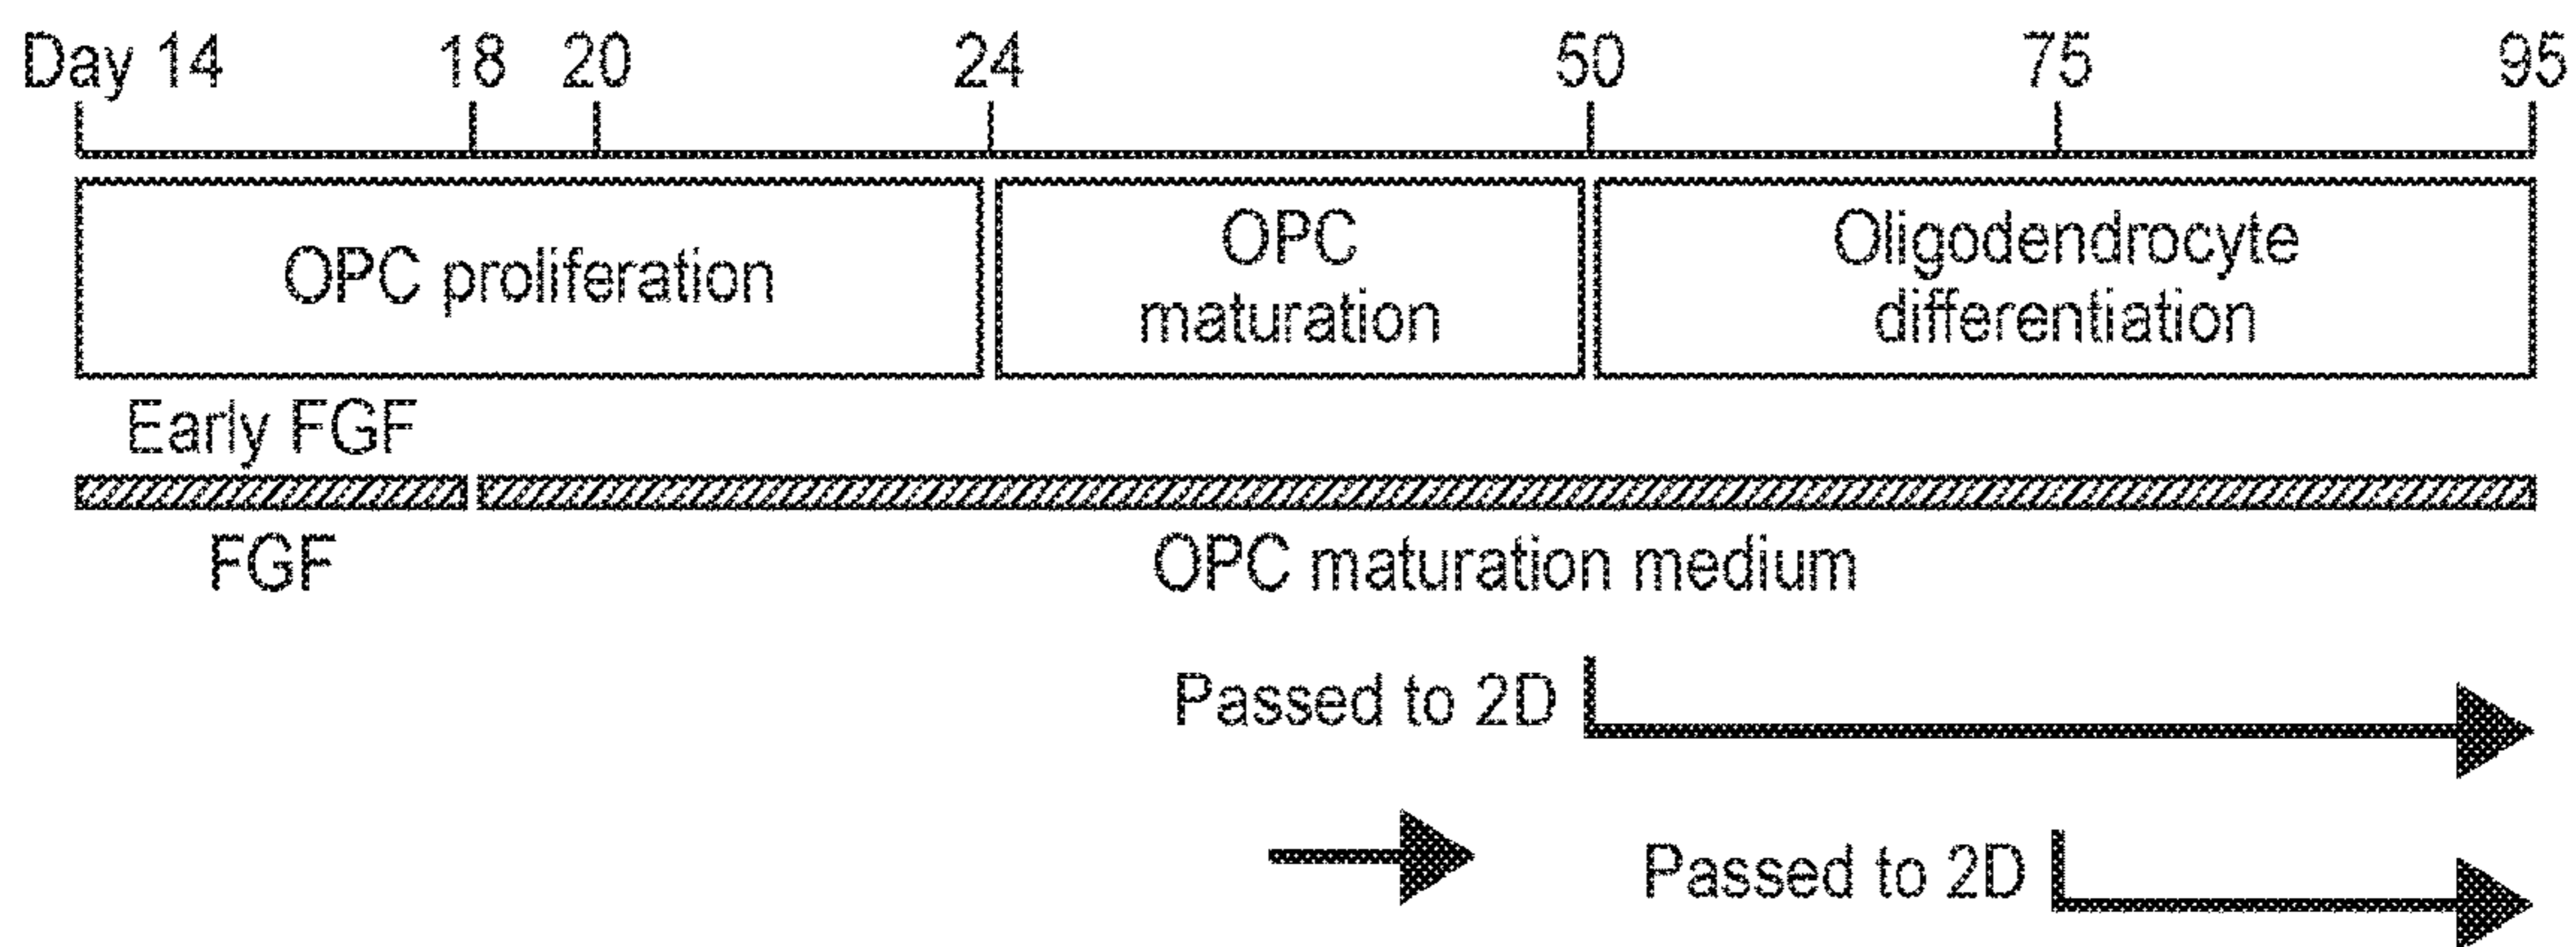 Day 14 18 20 24 50 75 95
OPC proliferation
OPC
maturation
Oligodendrocyte
differentiation
Early FGF
FGF
OPC maturation medium
Passed to 2D
Passed to 2D